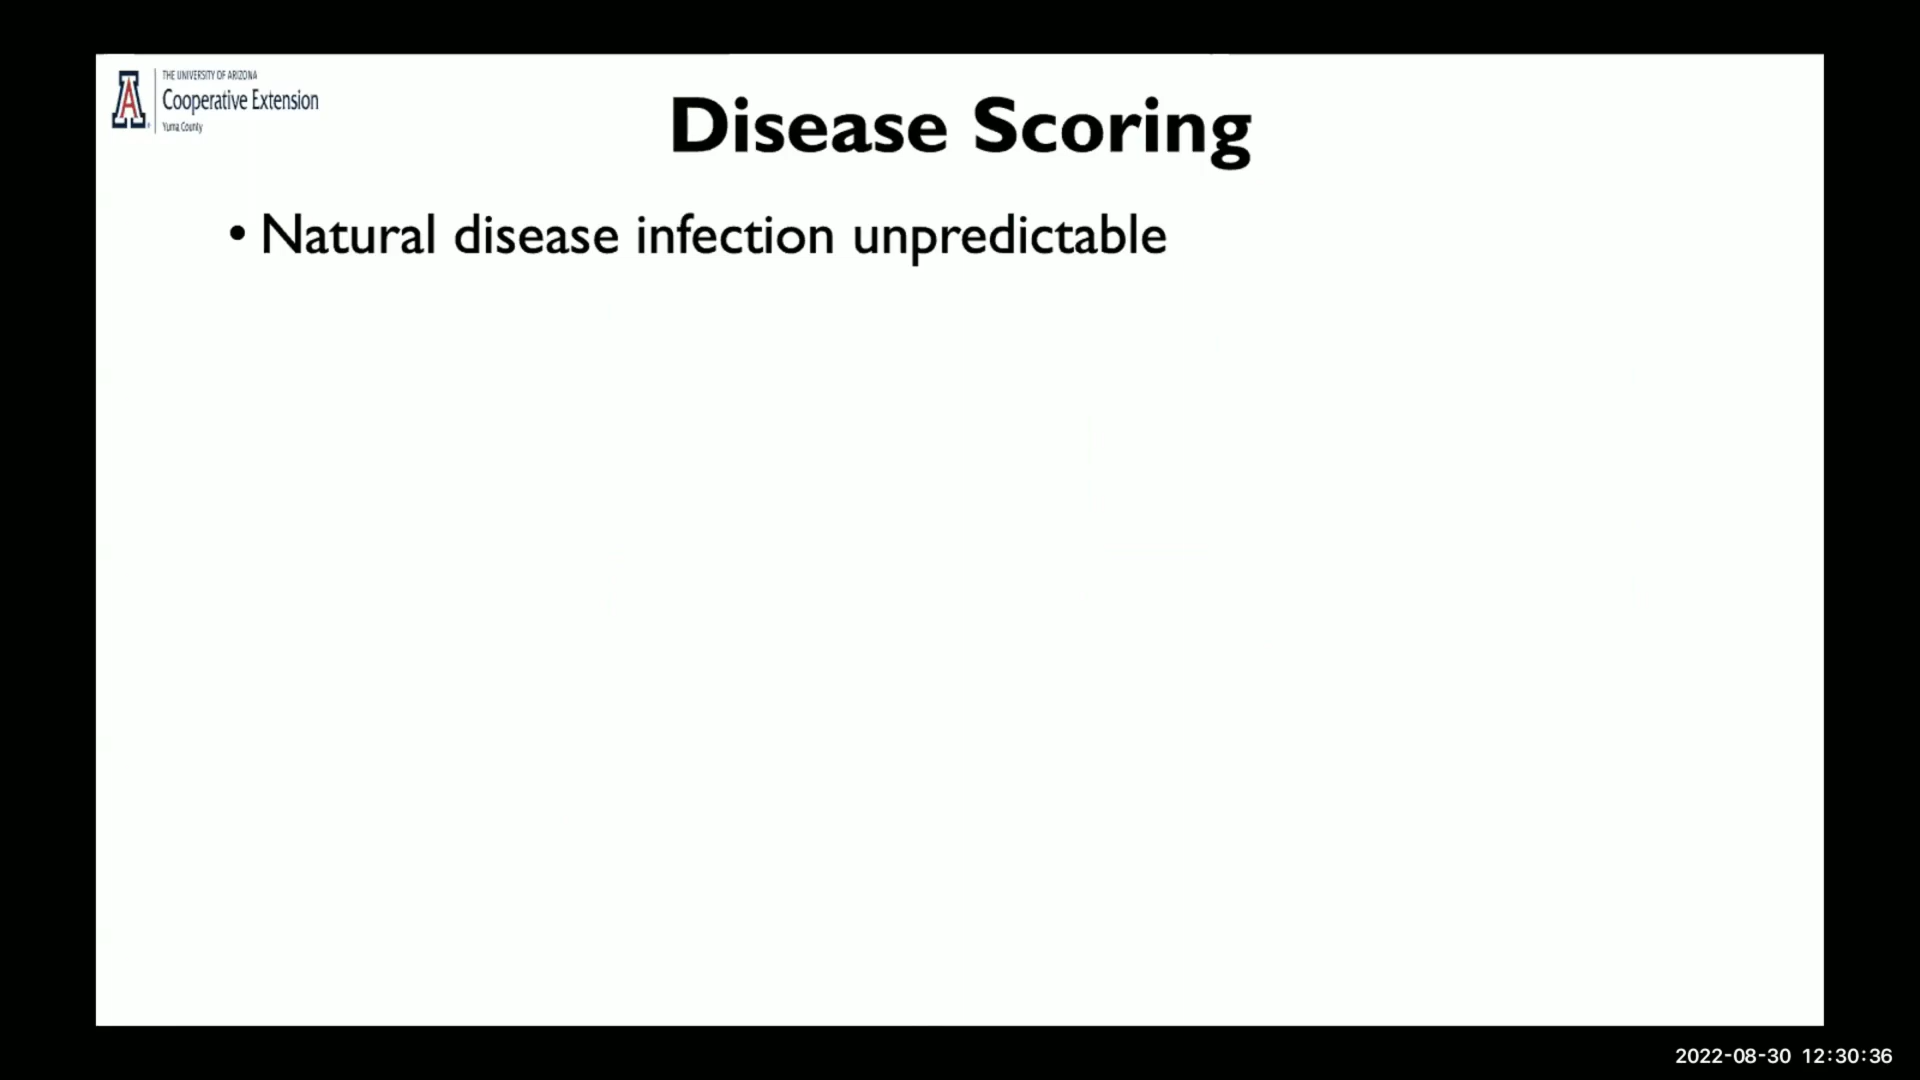 THE UNIVERSITY OF ARIZONA
Cooperative Extension
Yuma County
Disease Scoring
• Natural disease infection unpredictable
2022-08-30 12:30:36